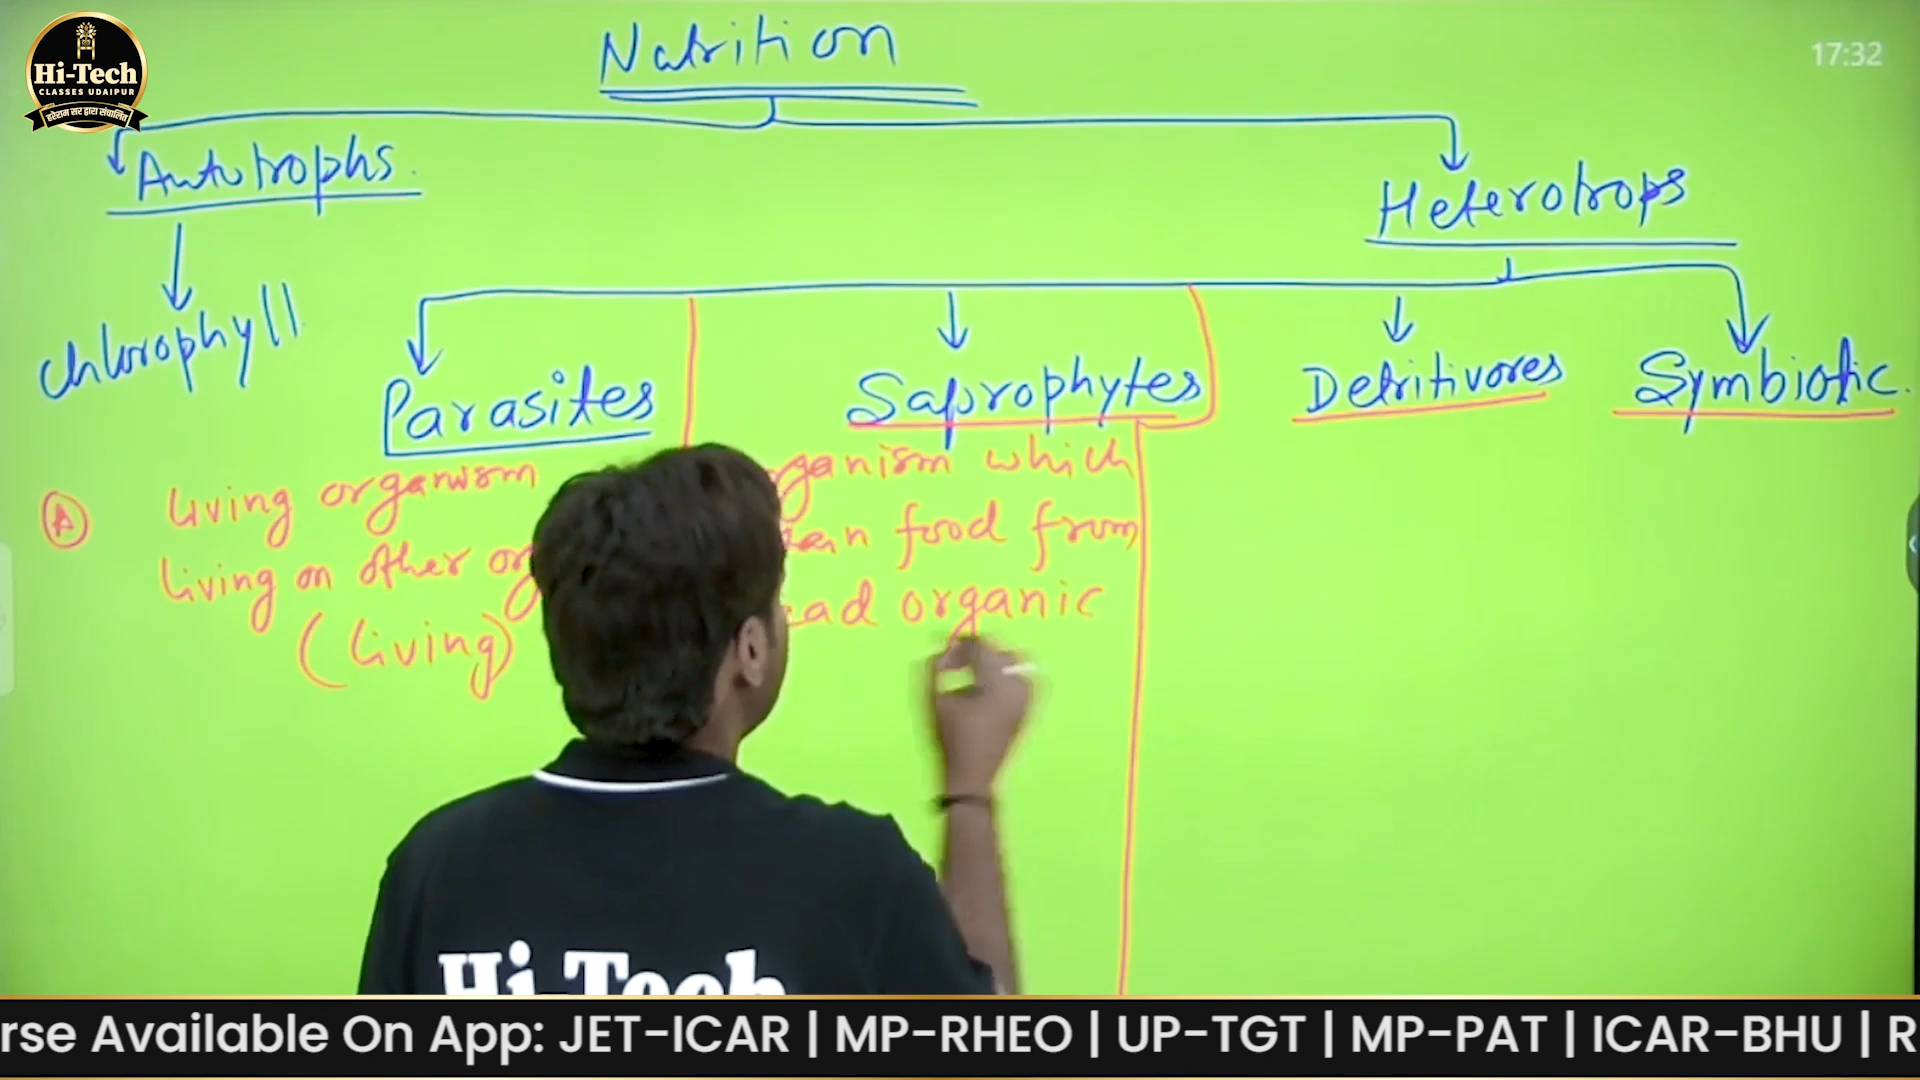 Hi-Tech
CLASSES UDAIPUR
हरेराम सर द्वारा संचालित
17:32
Nutrition
Autotrophs.
Heterotrops
Chlorophyll
Parasites
Saprophytes
Detritivores
Symbiotic.
A
living organism
living on other
(living)
which
food from
organic
Hi-Tech
rse Available On App: JET-ICAR | MP-RHEO | UP-TGT | MP-PAT | ICAR-BHU | R